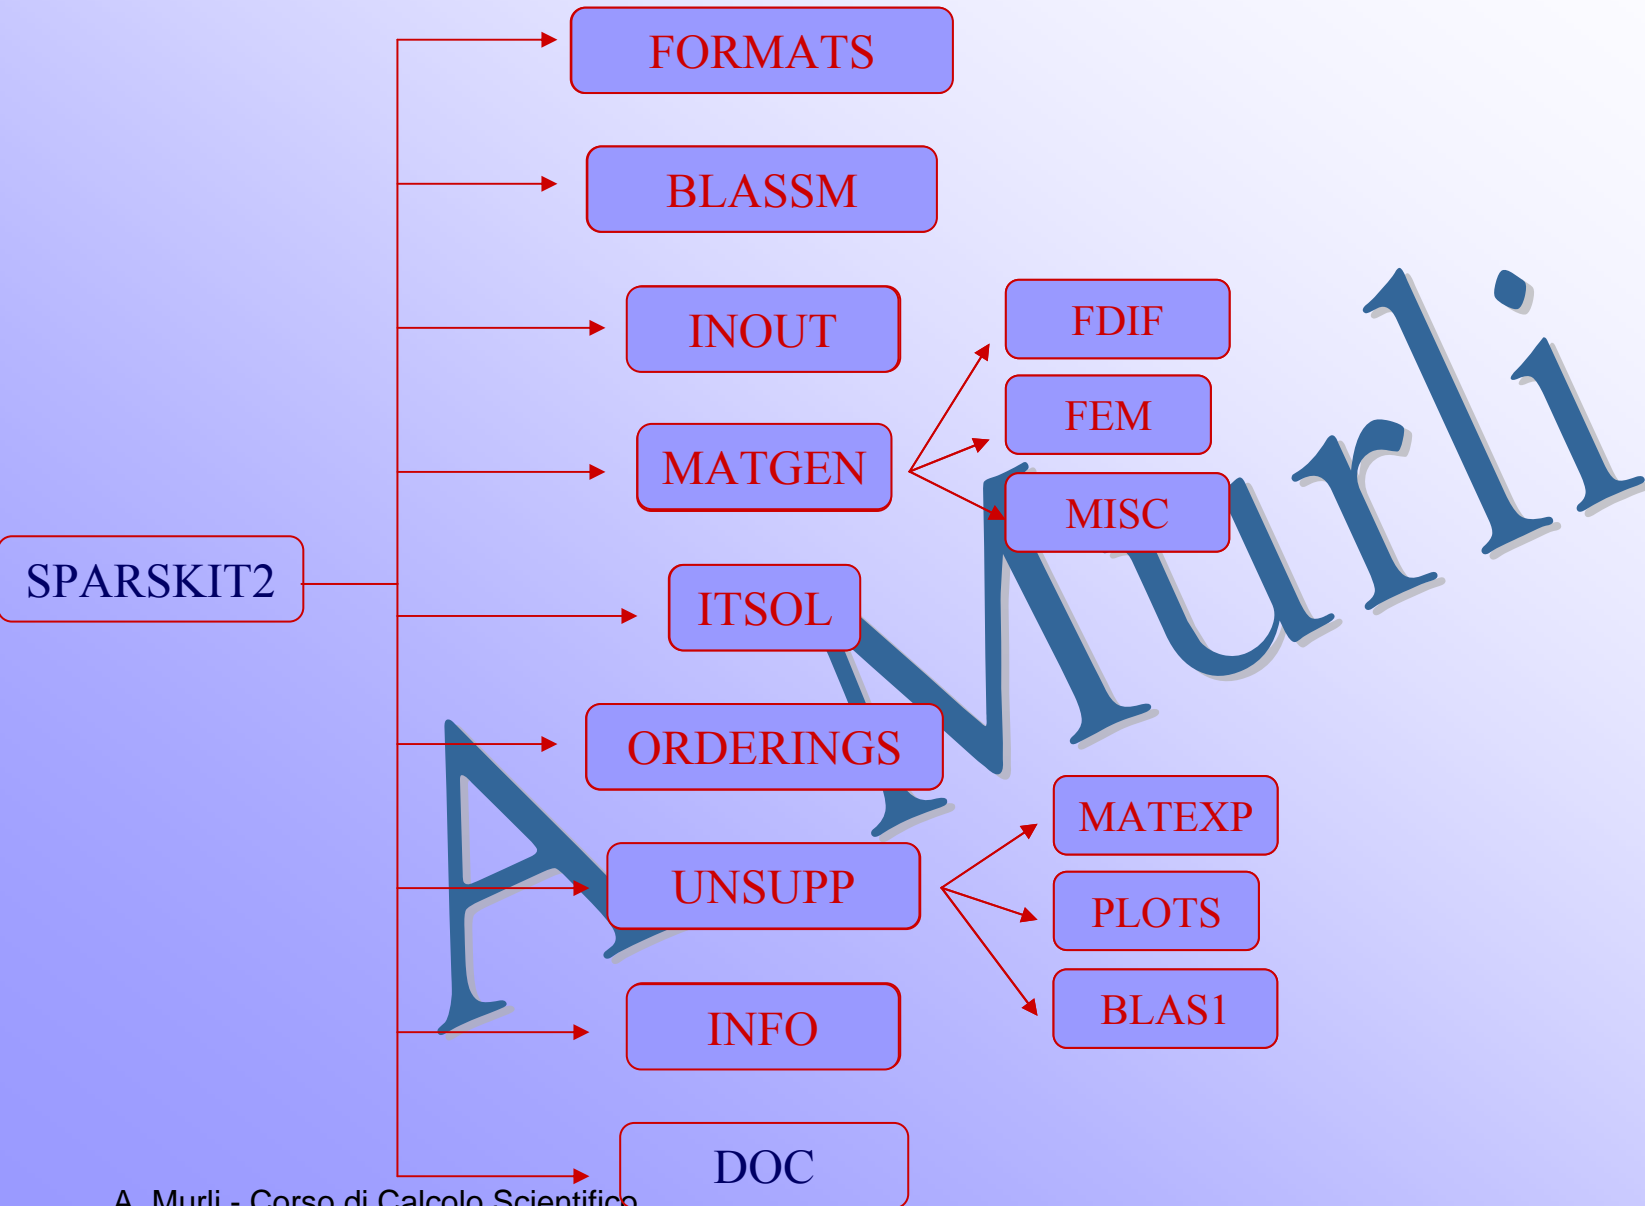 FORMATS
BLASSM
INOUT
FDIF
FEM
MATGEN
MISC
SPARSKIT2
ITSOL
ORDERINGS
MATEXP
UNSUPP
PLOTS
BLAS1
INFO
DOC
A Murli
A. Murli - Corso di Calcolo Scientifico